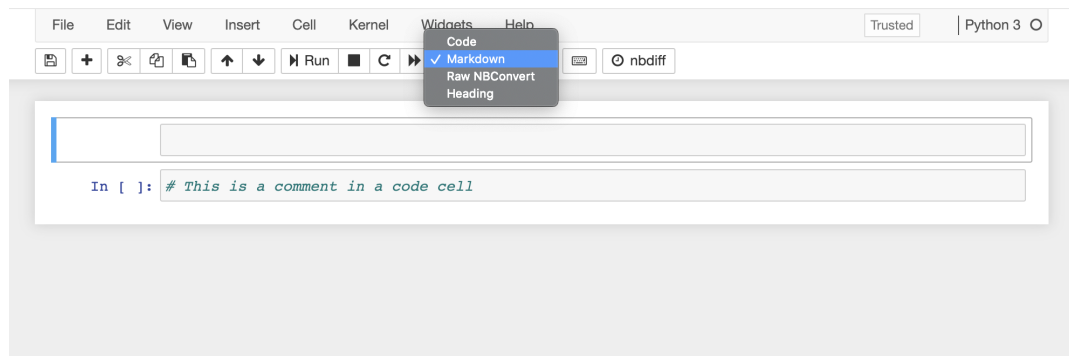 File Edit View Insert Cell Kernel Widgets Help Trusted Python 3
Run nbdiff
Code
✓ Markdown
Raw NBConvert
Heading
In [ ]: # This is a comment in a code cell